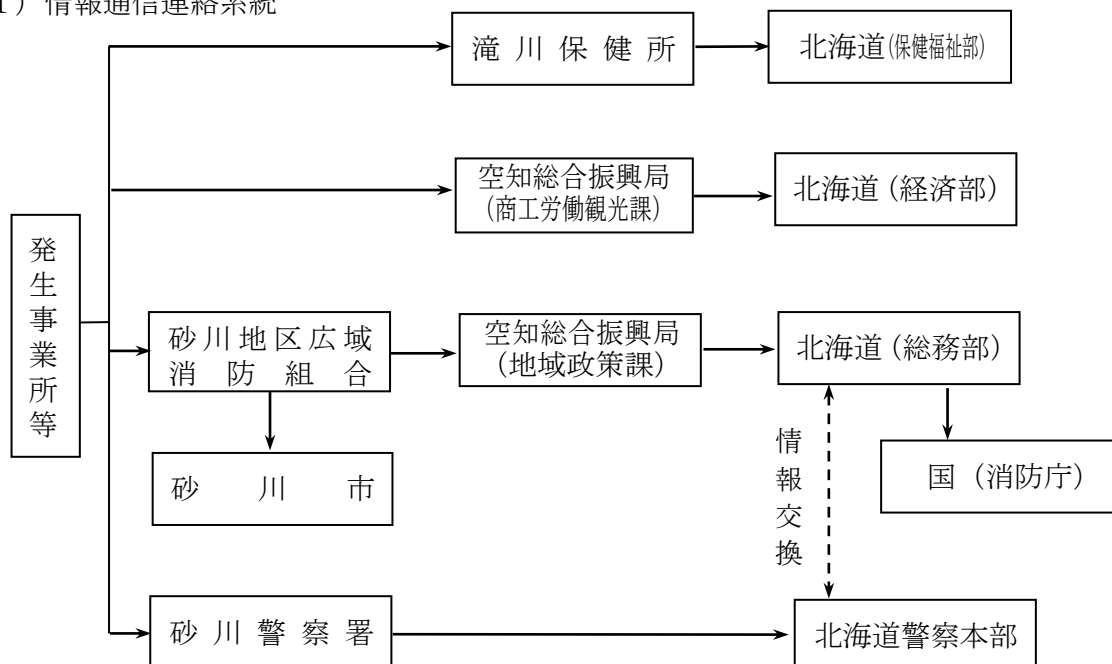 1）情報通信連絡系統
滝川保健所
北海道（保健福祉部）
空知総合振興局
（商工労働観光課）
北海道（経済部）
発生事業所等
砂川地区広域
消防組合
空知総合振興局
（地域政策課）
北海道（総務部）
情報交換
国（消防庁）
砂川市
砂川警察署
北海道警察本部